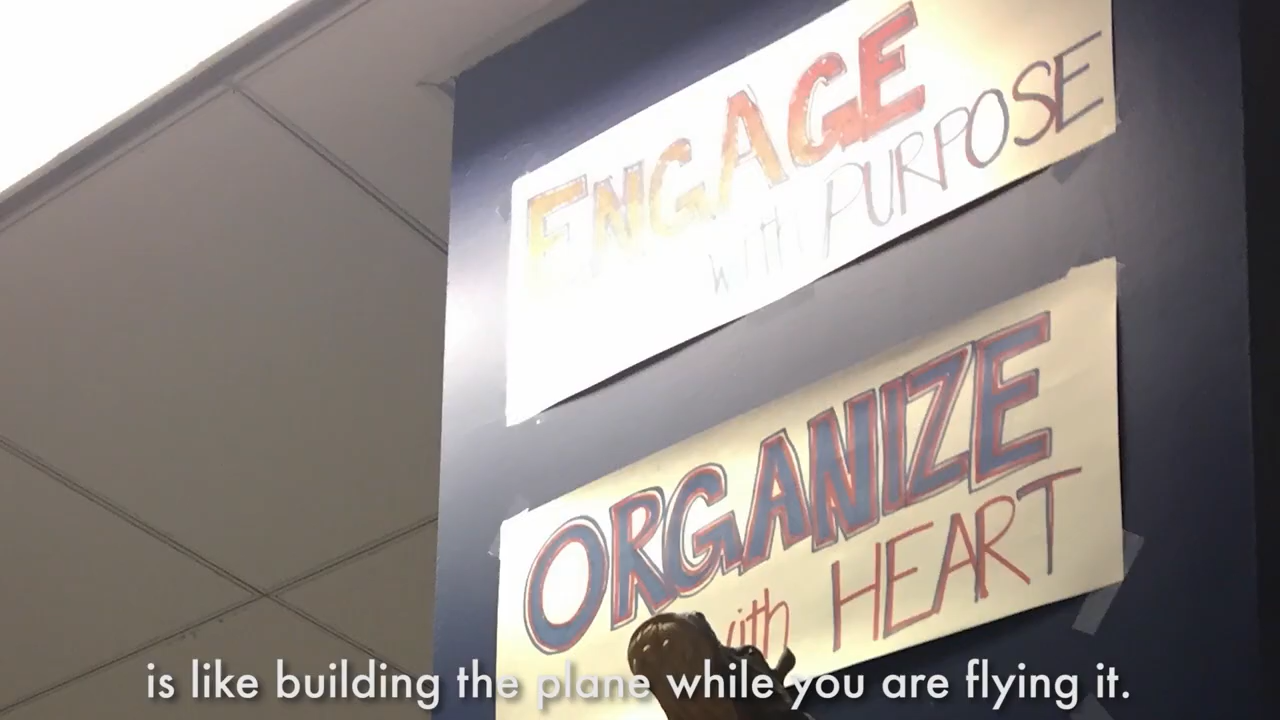 ENGAGE
with PURPOSE
ORGANIZE
with HEART
is like building the plane while you are flying it.